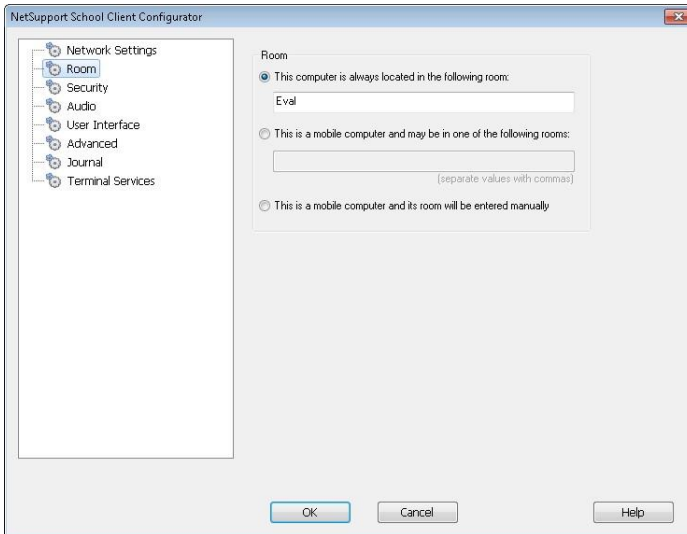 NetSupport School Client Configurator
Network Settings
Room
Security
Audio
User Interface
Advanced
Journal
Terminal Services
Room
This computer is always located in the following room:
Eval
This is a mobile computer and may be in one of the following rooms:
(separate values with commas)
This is a mobile computer and its room will be entered manually
OK
Cancel
Help